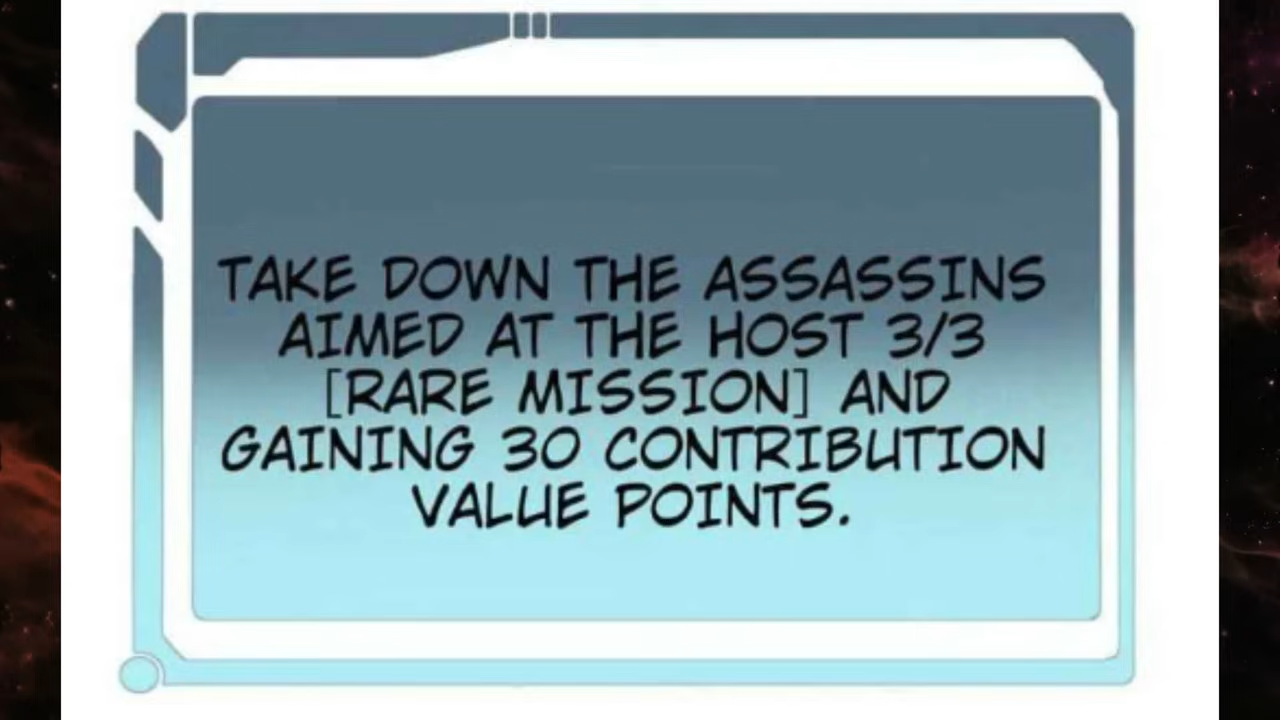 TAKE DOWN THE ASSASSINS
AIMED AT THE HOST 3/3
[RARE MISSION] AND
GAINING 30 CONTRIBUTION
VALUE POINTS.